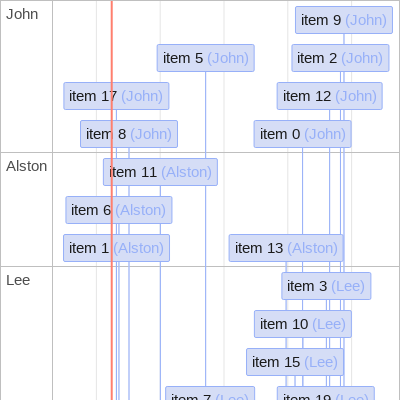 John
item 9 (John)
item 5 (John)
item 2 (John)
item 17 (John)
item 12 (John)
item 8 (John)
item 0 (John)
Alston
item 11 (Alston)
item 6 (Alston)
item 1 (Alston)
item 13 (Alston)
Lee
item 3 (Lee)
item 10 (Lee)
item 15 (Lee)
item 7 (Lee)
item 19 (Lee)